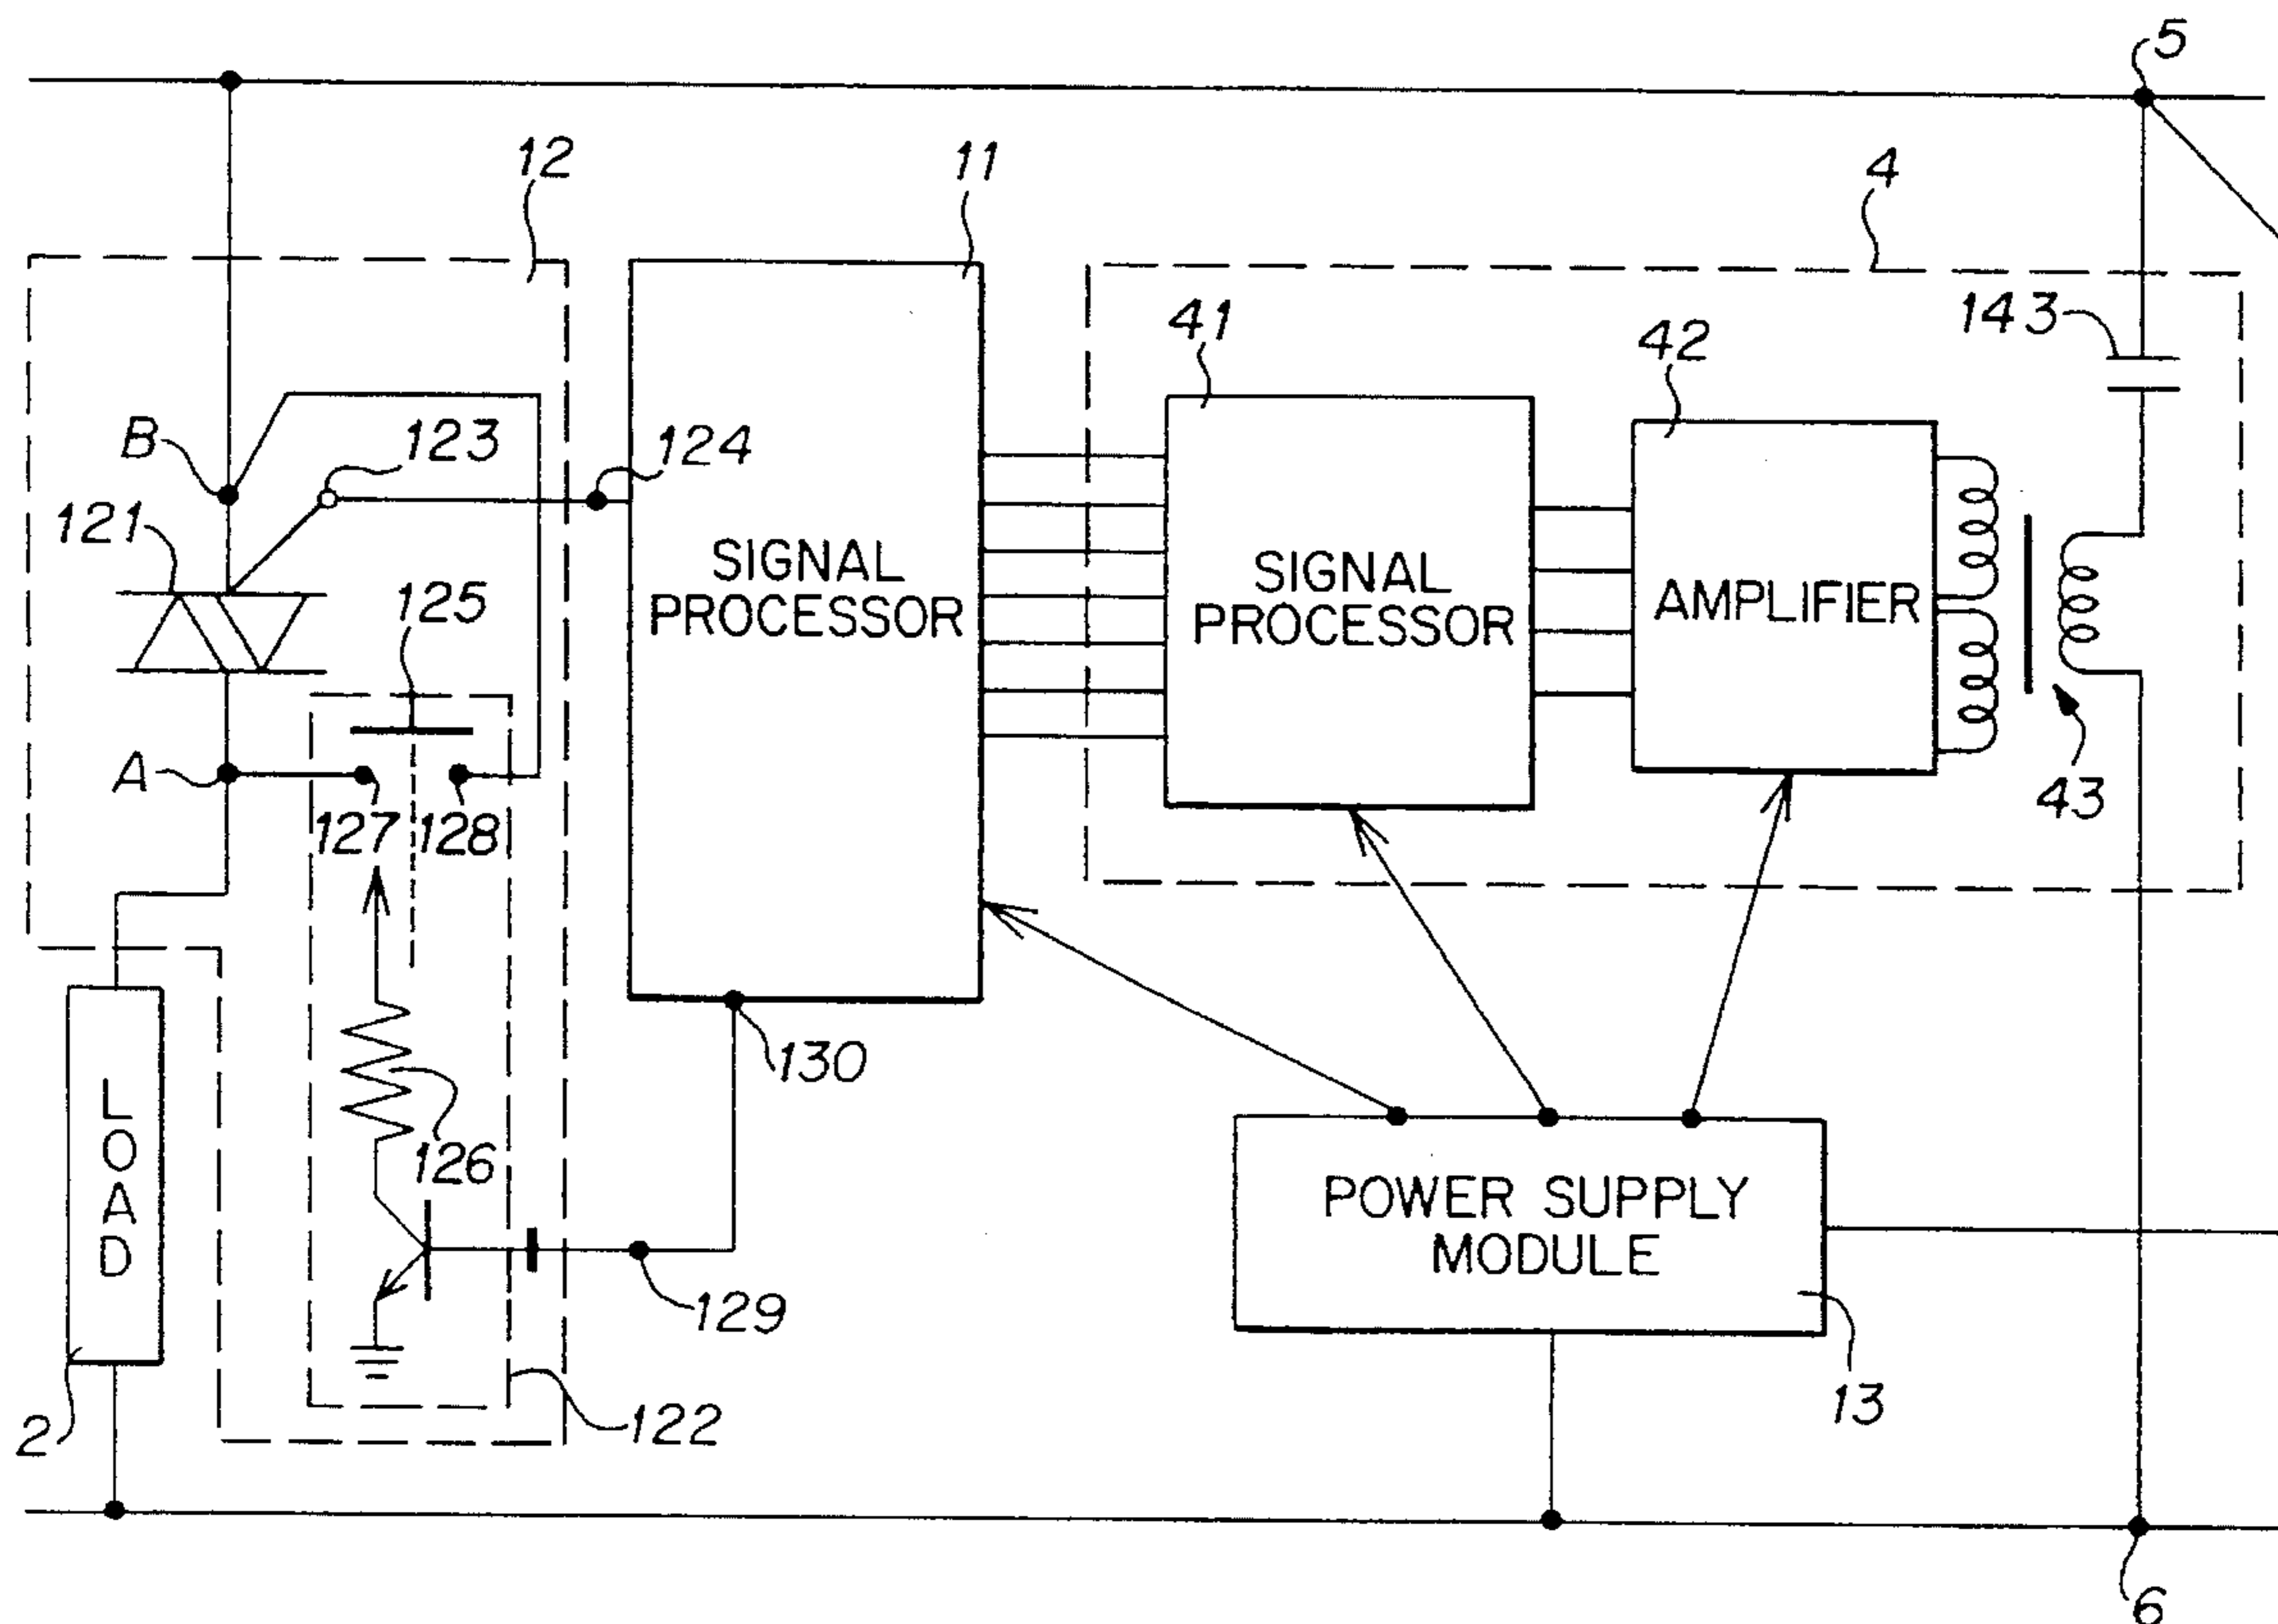 5
12
11
4
143
41
42
B
123
124
121
SIGNAL
PROCESSOR
SIGNAL
PROCESSOR
AMPLIFIER
125
A
127
128
43
130
LOAD
126
POWER SUPPLY
MODULE
129
13
2
122
6